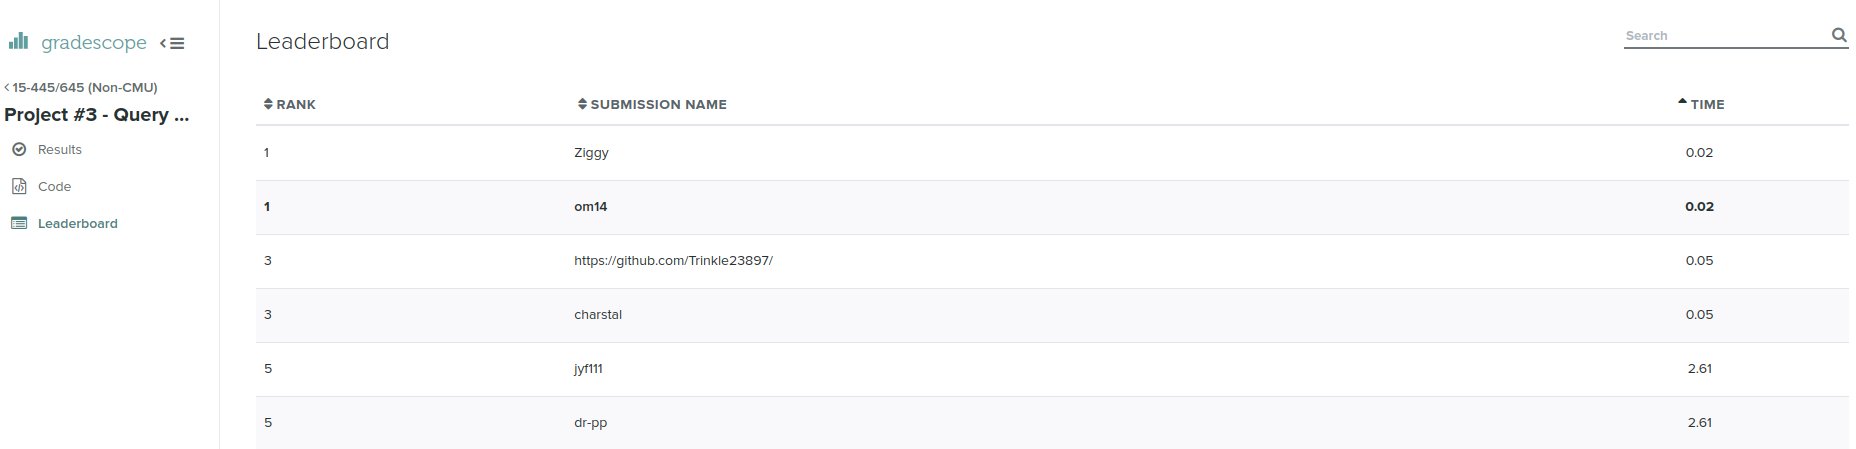 gradescope
15-445/645 (Non-CMU)
Project #3 - Query ...
Results
Code
Leaderboard
Leaderboard
Search
RANK SUBMISSION NAME TIME
1 Ziggy 0.02
1 om14 0.02
3 https://github.com/Trinkle23897/ 0.05
3 charstal 0.05
5 jyf111 2.61
5 dr-pp 2.61